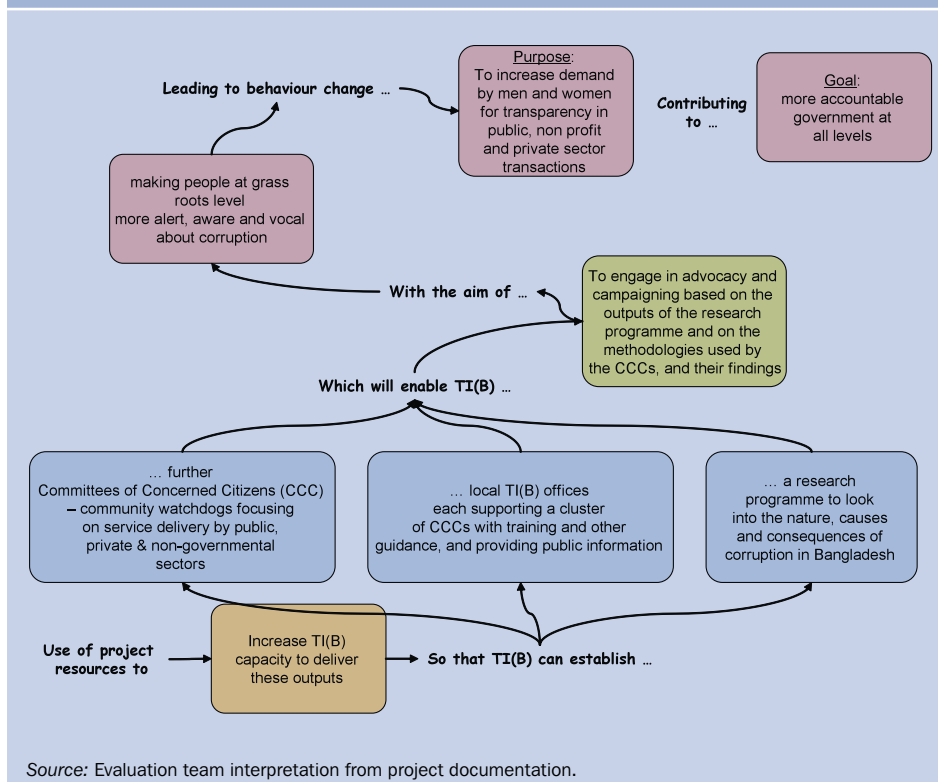 Leading to behaviour change …
Purpose:
To increase demand
by men and women
for transparency in
public, non profit
and private sector
transactions
Contributing
to …
Goal:
more accountable
government at
all levels
making people at grass
roots level
more alert, aware and vocal
about corruption
With the aim of …
To engage in advocacy and
campaigning based on the
outputs of the research
programme and on the
methodologies used by
the CCCs, and their findings
Which will enable TI(B) …
… further
Committees of Concerned Citizens (CCC)
– community watchdogs focusing
on service delivery by public,
private & non-governmental
sectors
… local TI(B) offices
each supporting a cluster
of CCCs with training and other
guidance, and providing public information
… a research
programme to look
into the nature, causes
and consequences of
corruption in Bangladesh
Use of project
resources to
Increase TI(B)
capacity to deliver
these outputs
So that TI(B) can establish …
Source: Evaluation team interpretation from project documentation.